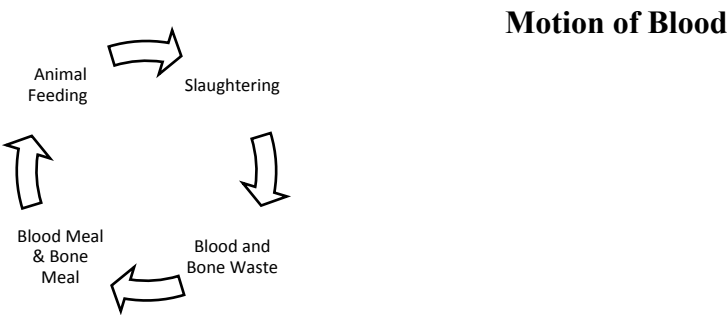 Motion of Blood
Animal
Feeding
Slaughtering
Blood and
Bone Waste
Blood Meal
& Bone
Meal